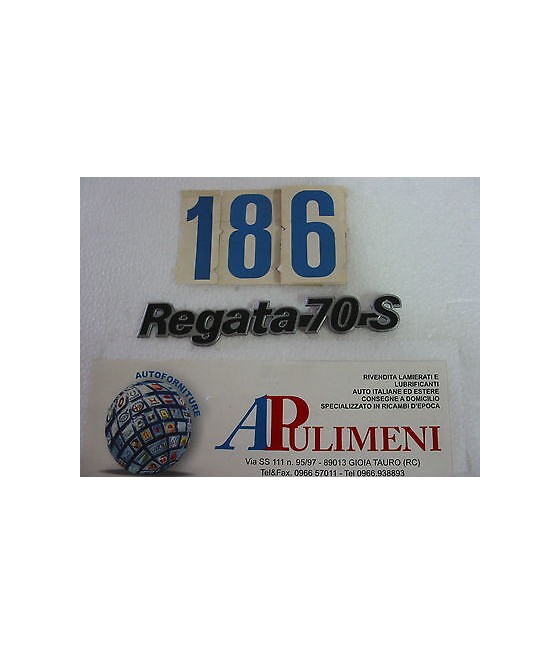 186
Regata-70-S
AUTOFORNITURE
RIVENDITA LAMIERATI E
LUBRIFICANTI
AUTO ITALIANE ED ESTERE
CONSEGNE A DOMICILIO
SPECIALIZZATO IN RICAMBI D'EPOCA
APULIMENI
Via SS 111 n. 95/97 - 89013 GIOIA TAURO (RC)
Tel&Fax. 0966 57011 - Tel 0966.938893